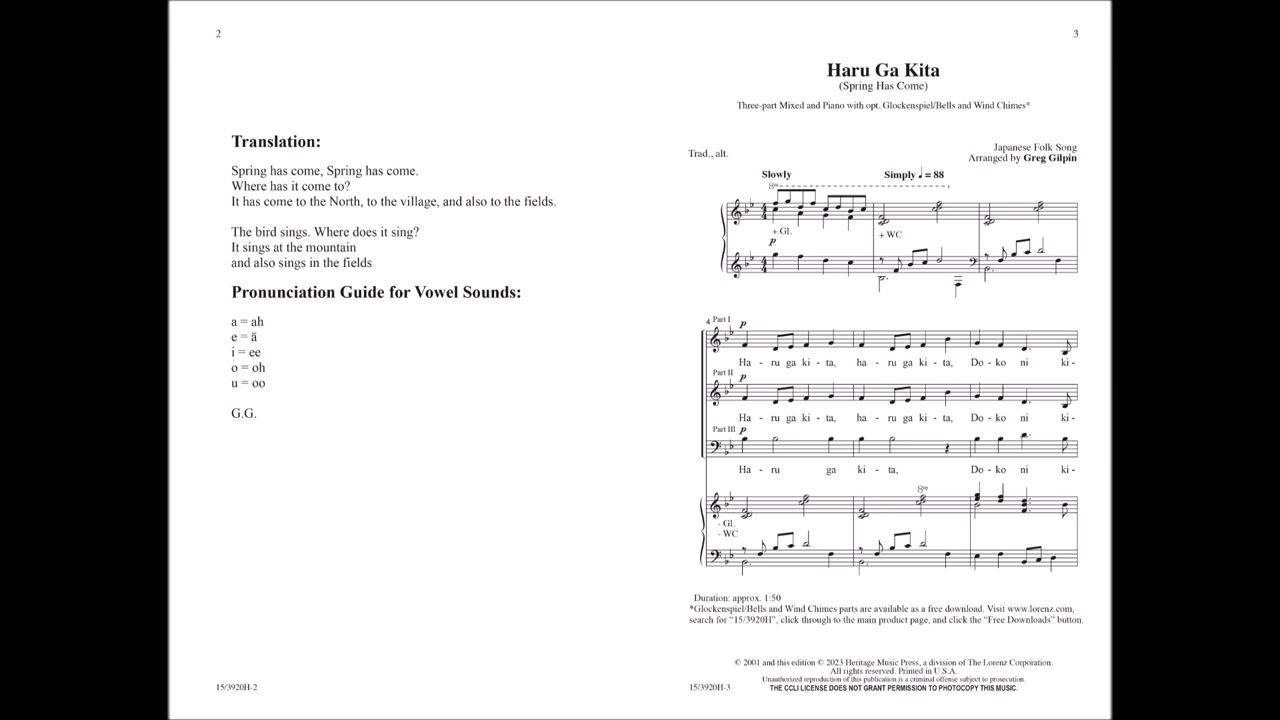 2
Translation:
Spring has come, Spring has come.
Where has it come to?
It has come to the North, to the village, and also to the fields.
The bird sings. Where does it sing?
It sings at the mountain
and also sings in the fields
Pronunciation Guide for Vowel Sounds:
a = ah
e = ā
i = ee
o = oh
u = oo
G.G.
15/3920H-2
3
Haru Ga Kita
(Spring Has Come)
Three-part Mixed and Piano with opt. Glockenspiel/Bells and Wind Chimes*
Trad., alt.
Japanese Folk Song
Arranged by Greg Gilpin
Slowly
Simply ♩ = 88
8va
+ Gl.
+ WC
p
4 Part I p
Ha - ru ga ki - ta, ha - ru ga ki - ta, Do - ko ni ki-
Part II p
Ha - ru ga ki - ta, ha - ru ga ki - ta, Do - ko ni ki-
Part III p
Ha - ru ga ki - ta, Do - ko ni ki-
8va
- Gl.
- WC
Duration: approx. 1:50
*Glockenspiel/Bells and Wind Chimes parts are available as a free download. Visit www.lorenz.com,
search for “15/3920H”, click through to the main product page, and click the “Free Downloads” button.
© 2001 and this edition © 2023 Heritage Music Press, a division of The Lorenz Corporation.
All rights reserved. Printed in U.S.A.
Unauthorized reproduction of this publication is a criminal offense subject to prosecution.
15/3920H-3
THE CCLI LICENSE DOES NOT GRANT PERMISSION TO PHOTOCOPY THIS MUSIC.